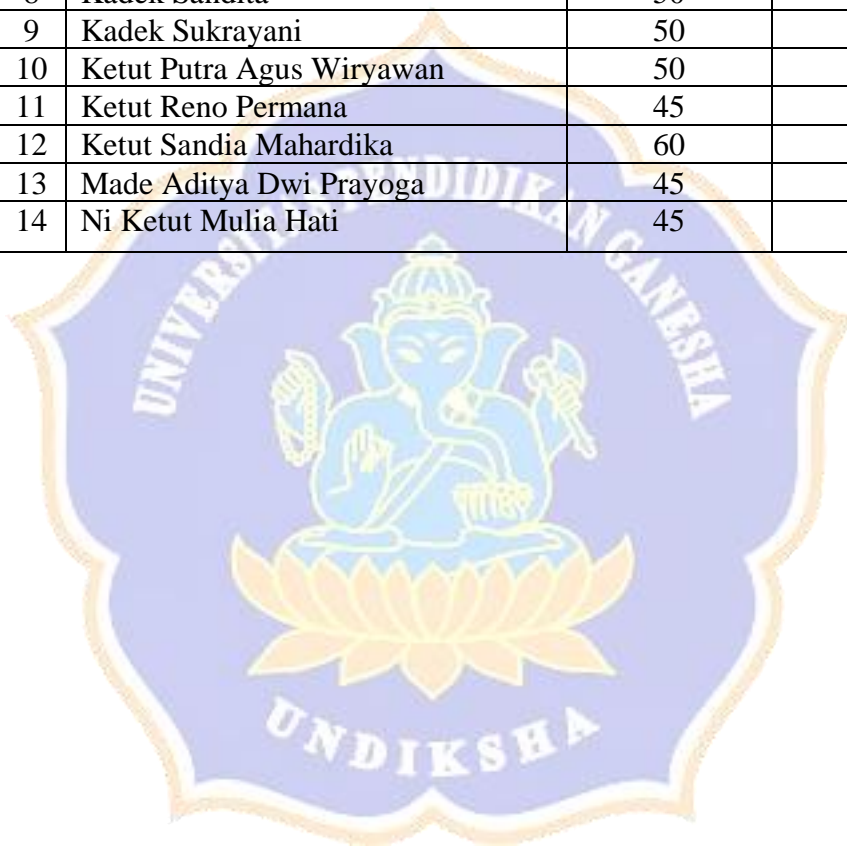 9 Kadek Sukrayani 50
10 Ketut Putra Agus Wiryawan 50
11 Ketut Reno Permana 45
12 Ketut Sandia Mahardika 60
13 Made Aditya Dwi Prayoga 45
14 Ni Ketut Mulia Hati 45
UNIVERSITAS PENDIDIKAN GANESHA
UNDIKSHA